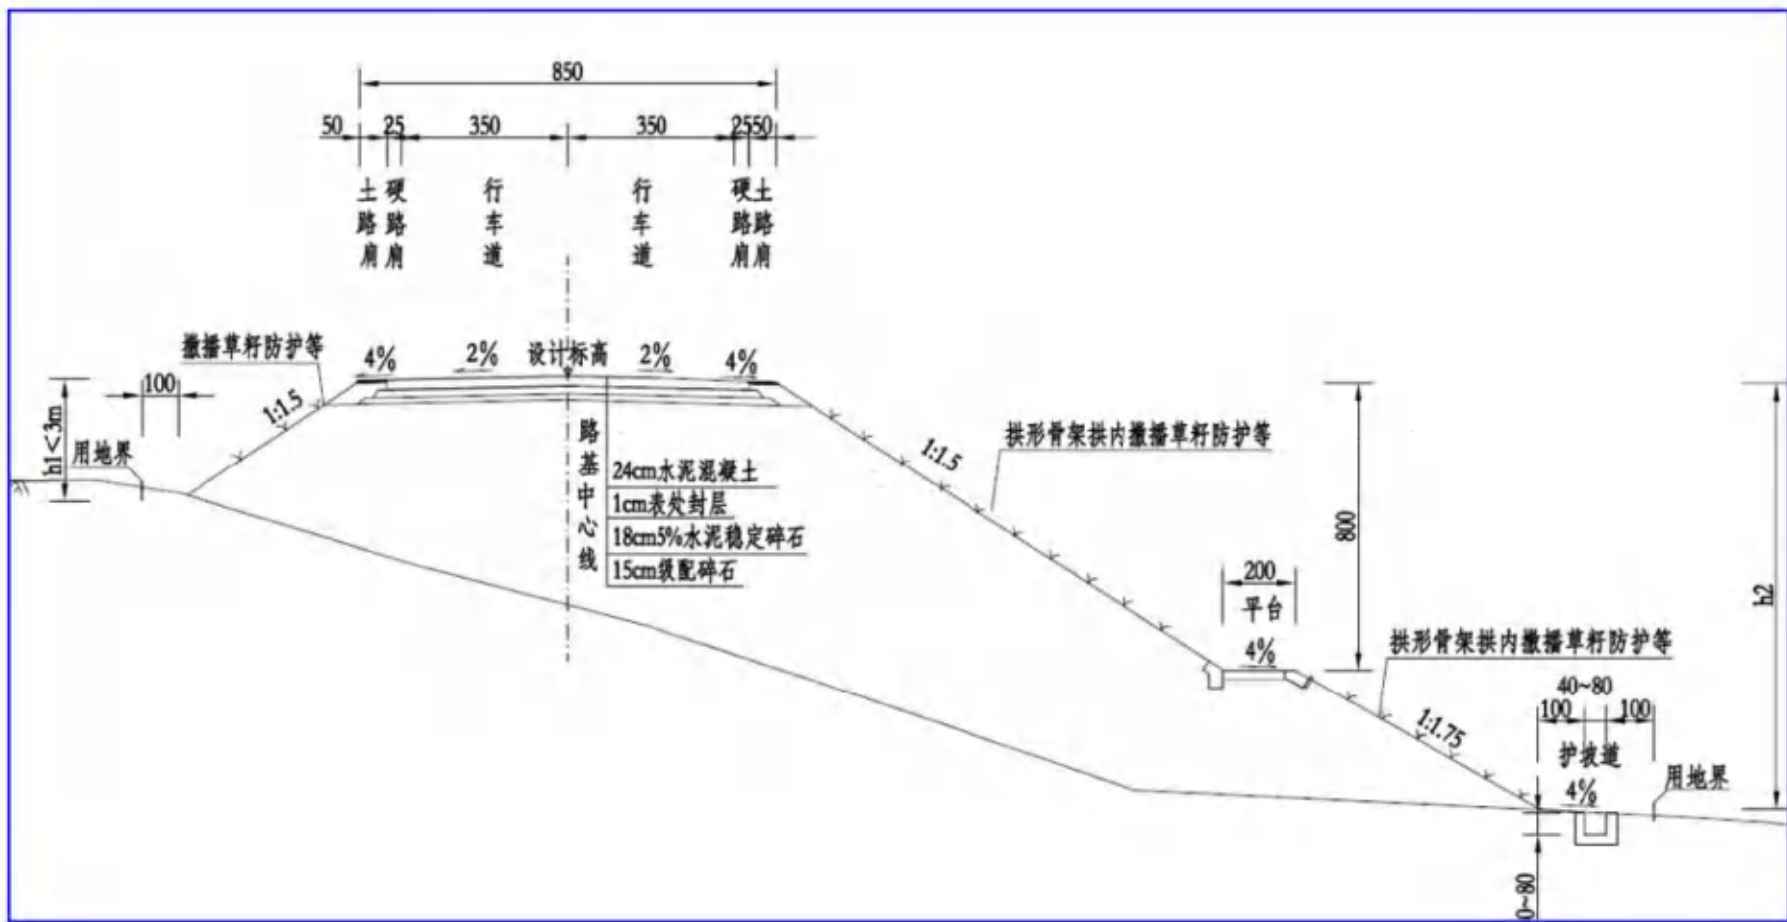 850
50 25 350 350 25 50
土路肩 硬路肩 行车道 行车道 硬路肩 土路肩
撒播草籽防护等
4% 2% 设计标高 2% 4%
100
1:1.5
h1<3m
用地界
路基中心线
24cm水泥混凝土
1cm表处封层
18cm5%水泥稳定碎石
15cm级配碎石
1:1.5
拱形骨架拱内撒播草籽防护等
800
h2
200
平台
4%
拱形骨架拱内撒播草籽防护等
1:1.75
40~80
100 100
护坡道
4%
用地界
0~80